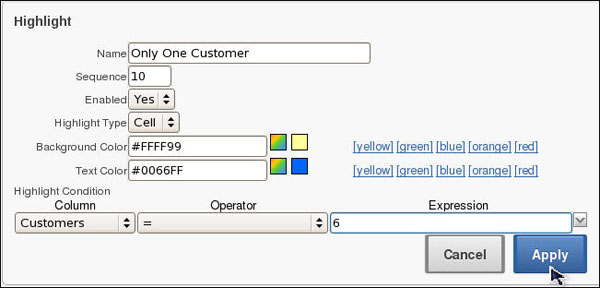 Highlight
Name Only One Customer
Sequence 10
Enabled Yes
Highlight Type Cell
Background Color #FFFF99 [yellow] [green] [blue] [orange] [red]
Text Color #0066FF [yellow] [green] [blue] [orange] [red]
Highlight Condition
Column Operator Expression
Customers = 6
Cancel Apply